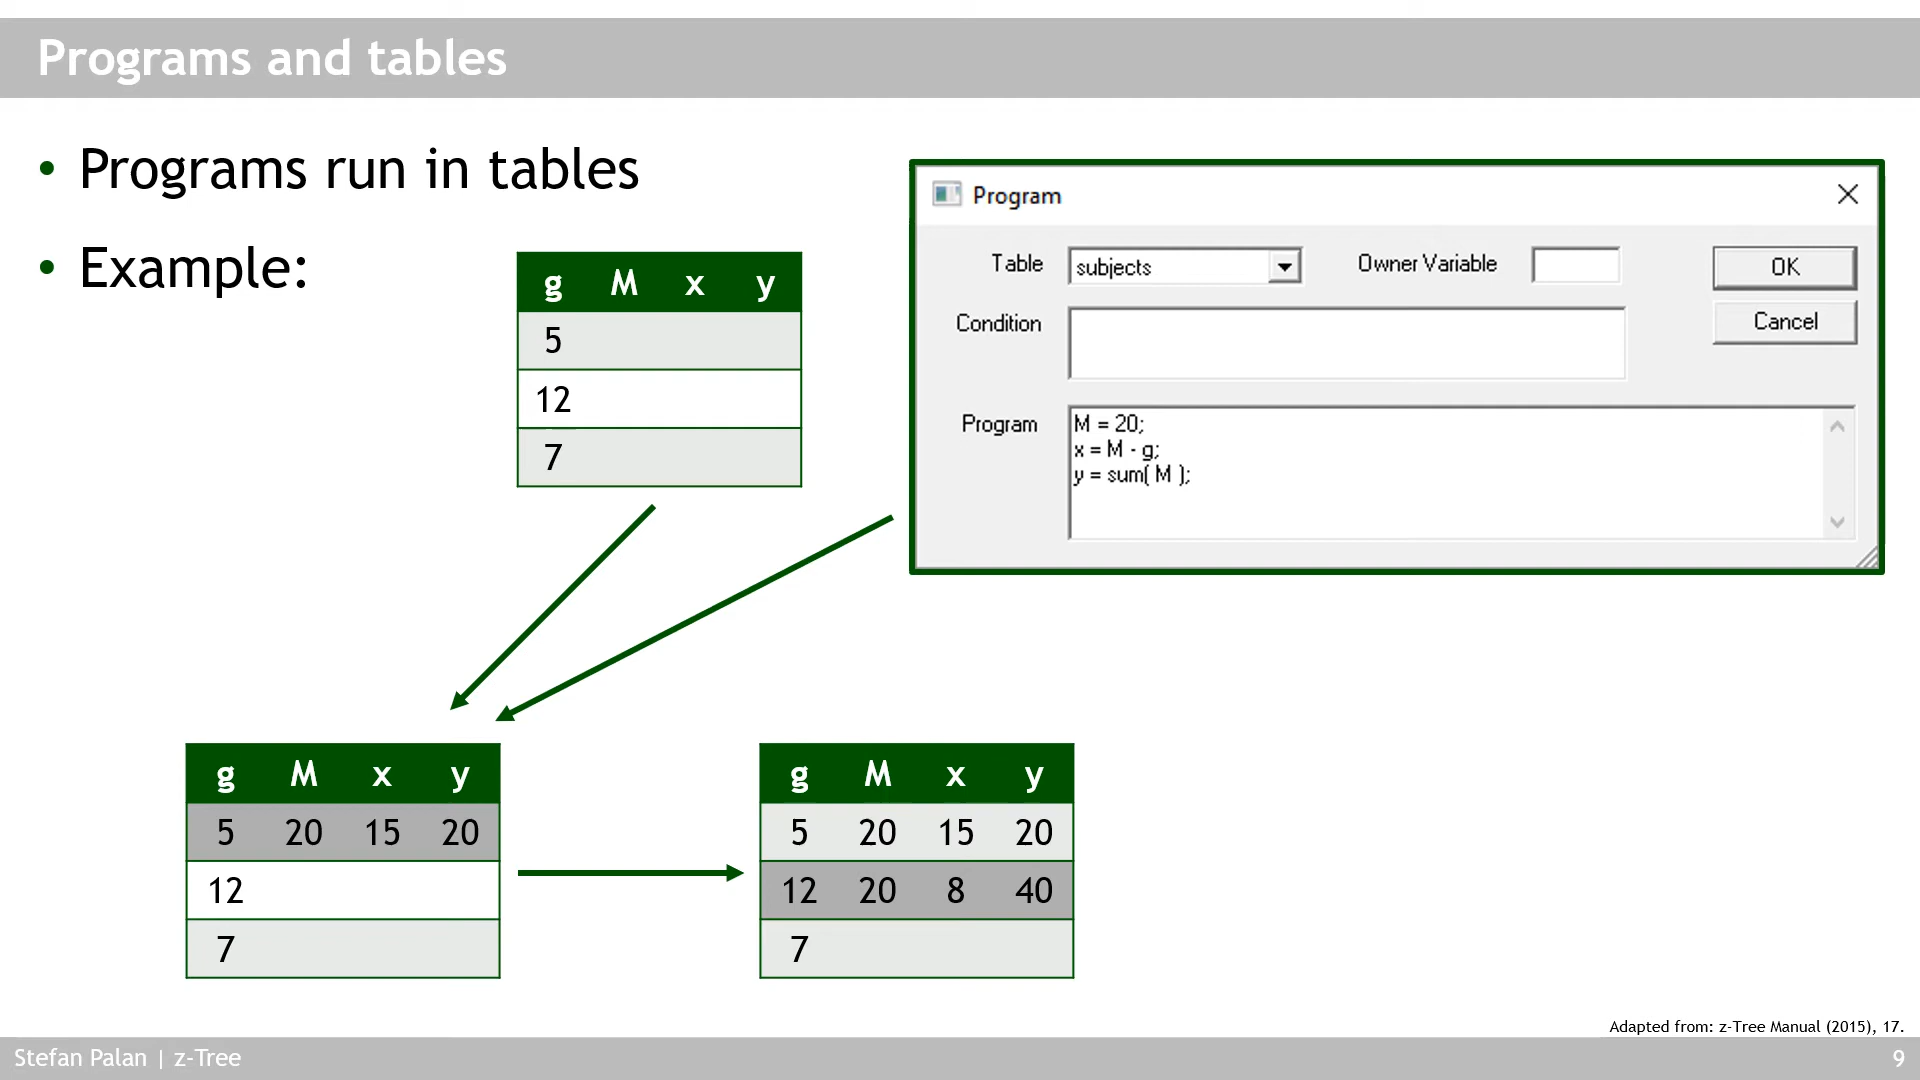 Programs and tables
• Programs run in tables
• Example:
g M x y
5
12
7
Program
Table subjects Owner Variable OK
Condition Cancel
Program
M = 20;
x = M - g;
y = sum( M );
g M x y
5 20 15 20
12
7
g M x y
5 20 15 20
12 20 8 40
7
Adapted from: z-Tree Manual (2015), 17.
Stefan Palan | z-Tree 9